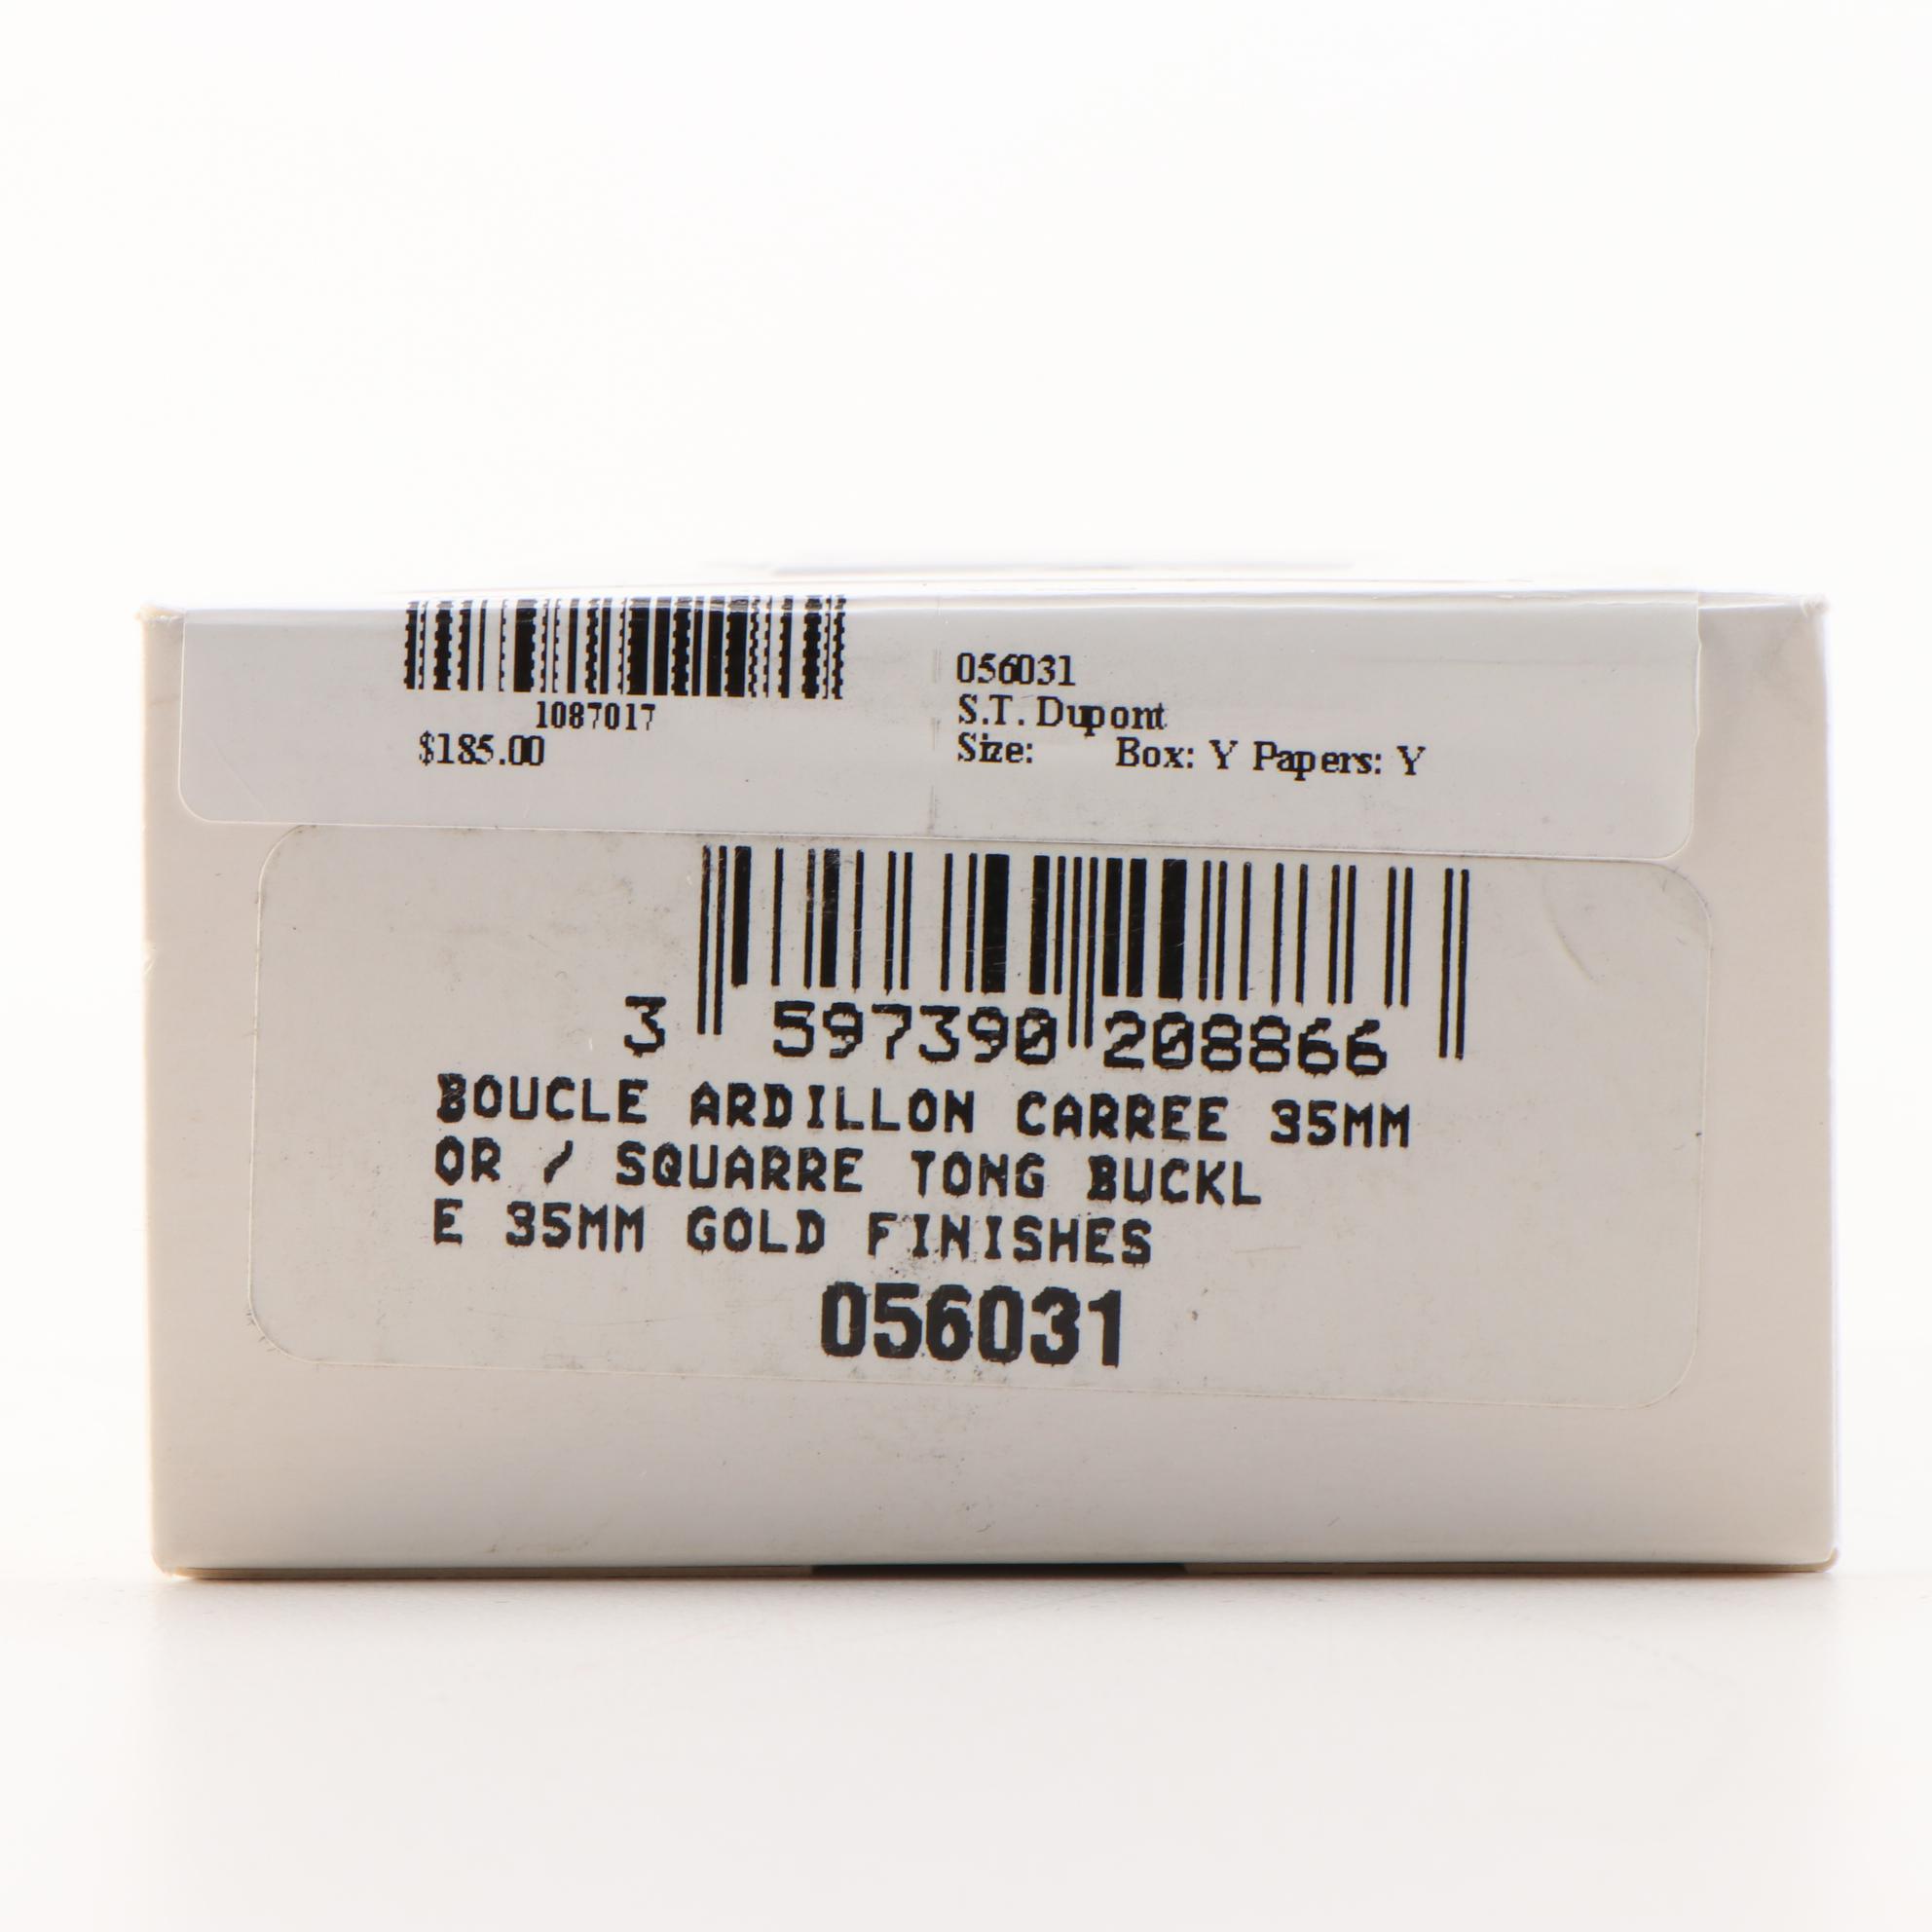 1087017
$185.00
056031
S.T. Dupont
Size: Box: Y Papers: Y
3 597390 208866
BOUCLE ARDILLON CARREE 35MM
OR / SQUARRE TONG BUCKL
E 35MM GOLD FINISHES
056031